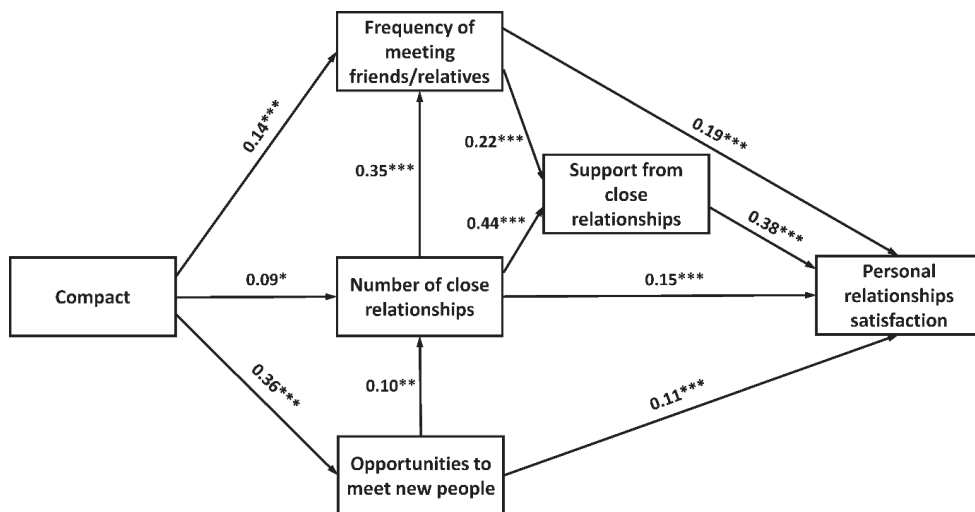 Frequency of
meeting
friends/relatives
0.14***
0.19***
0.22***
0.35***
Support from
close
relationships
0.44***
0.38***
Compact
0.09*
Number of close
relationships
0.15***
Personal
relationships
satisfaction
0.36***
0.10**
0.11***
Opportunities to
meet new people